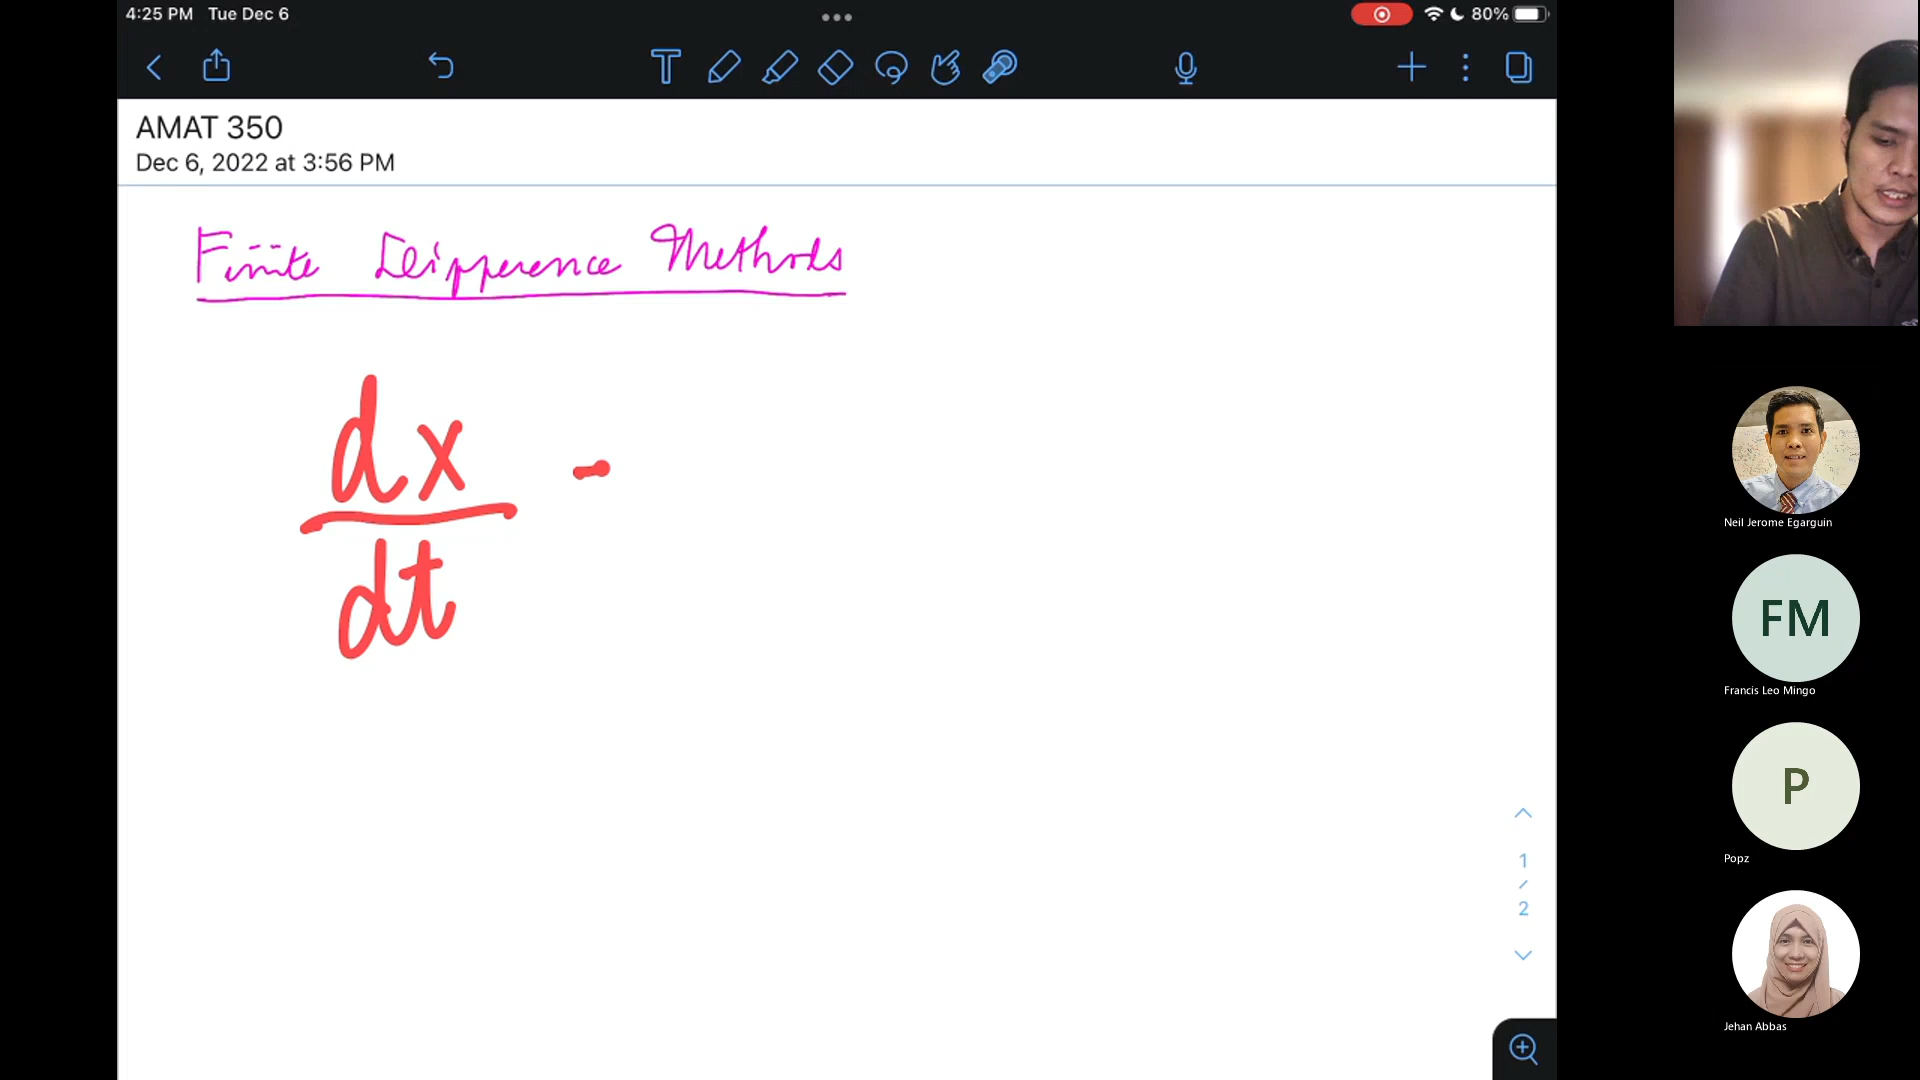 4:25 PM Tue Dec 6
80%
AMAT 350
Dec 6, 2022 at 3:56 PM
Finite Difference Methods
dx -
dt
1
/
2
Neil Jerome Egarguin
FM
Francis Leo Mingo
P
Popz
Jehan Abbas